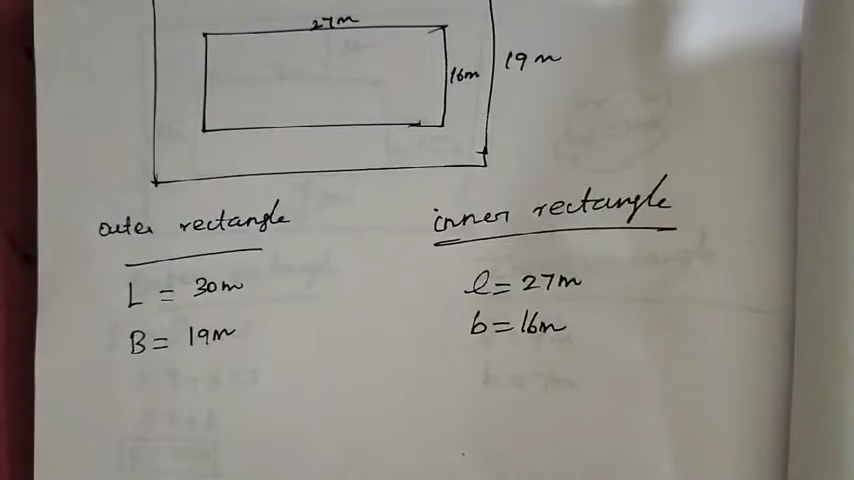 27m
16m
19m
outer rectangle
inner rectangle
L = 30m
l = 27m
B = 19m
b = 16m